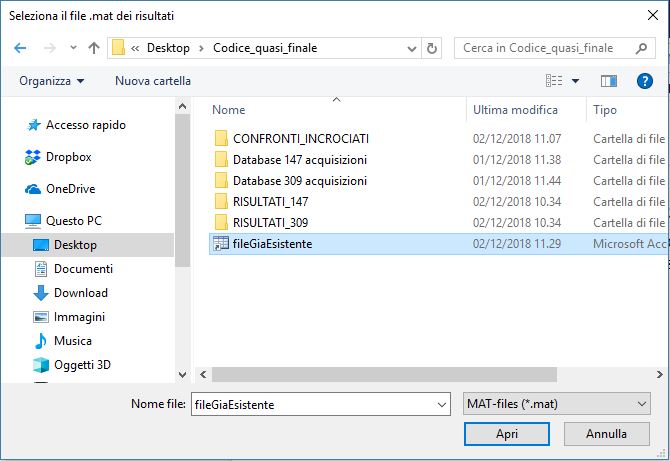 Seleziona il file .mat dei risultati
« Desktop > Codice_quasi_finale
Cerca in Codice_quasi_finale
Organizza Nuova cartella
Nome Ultima modifica Tipo
Accesso rapido
Dropbox
OneDrive
Questo PC
Desktop
Documenti
Download
Immagini
Musica
Oggetti 3D
CONFRONTI_INCROCIATI 02/12/2018 11.07 Cartella di file
Database 147 acquisizioni 01/12/2018 11.38 Cartella di file
Database 309 acquisizioni 01/12/2018 11.44 Cartella di file
RISULTATI_147 02/12/2018 10.34 Cartella di file
RISULTATI_309 02/12/2018 10.34 Cartella di file
fileGiaEsistente 02/12/2018 11.29 Microsoft Acc
Nome file: fileGiaEsistente MAT-files (*.mat)
Apri Annulla